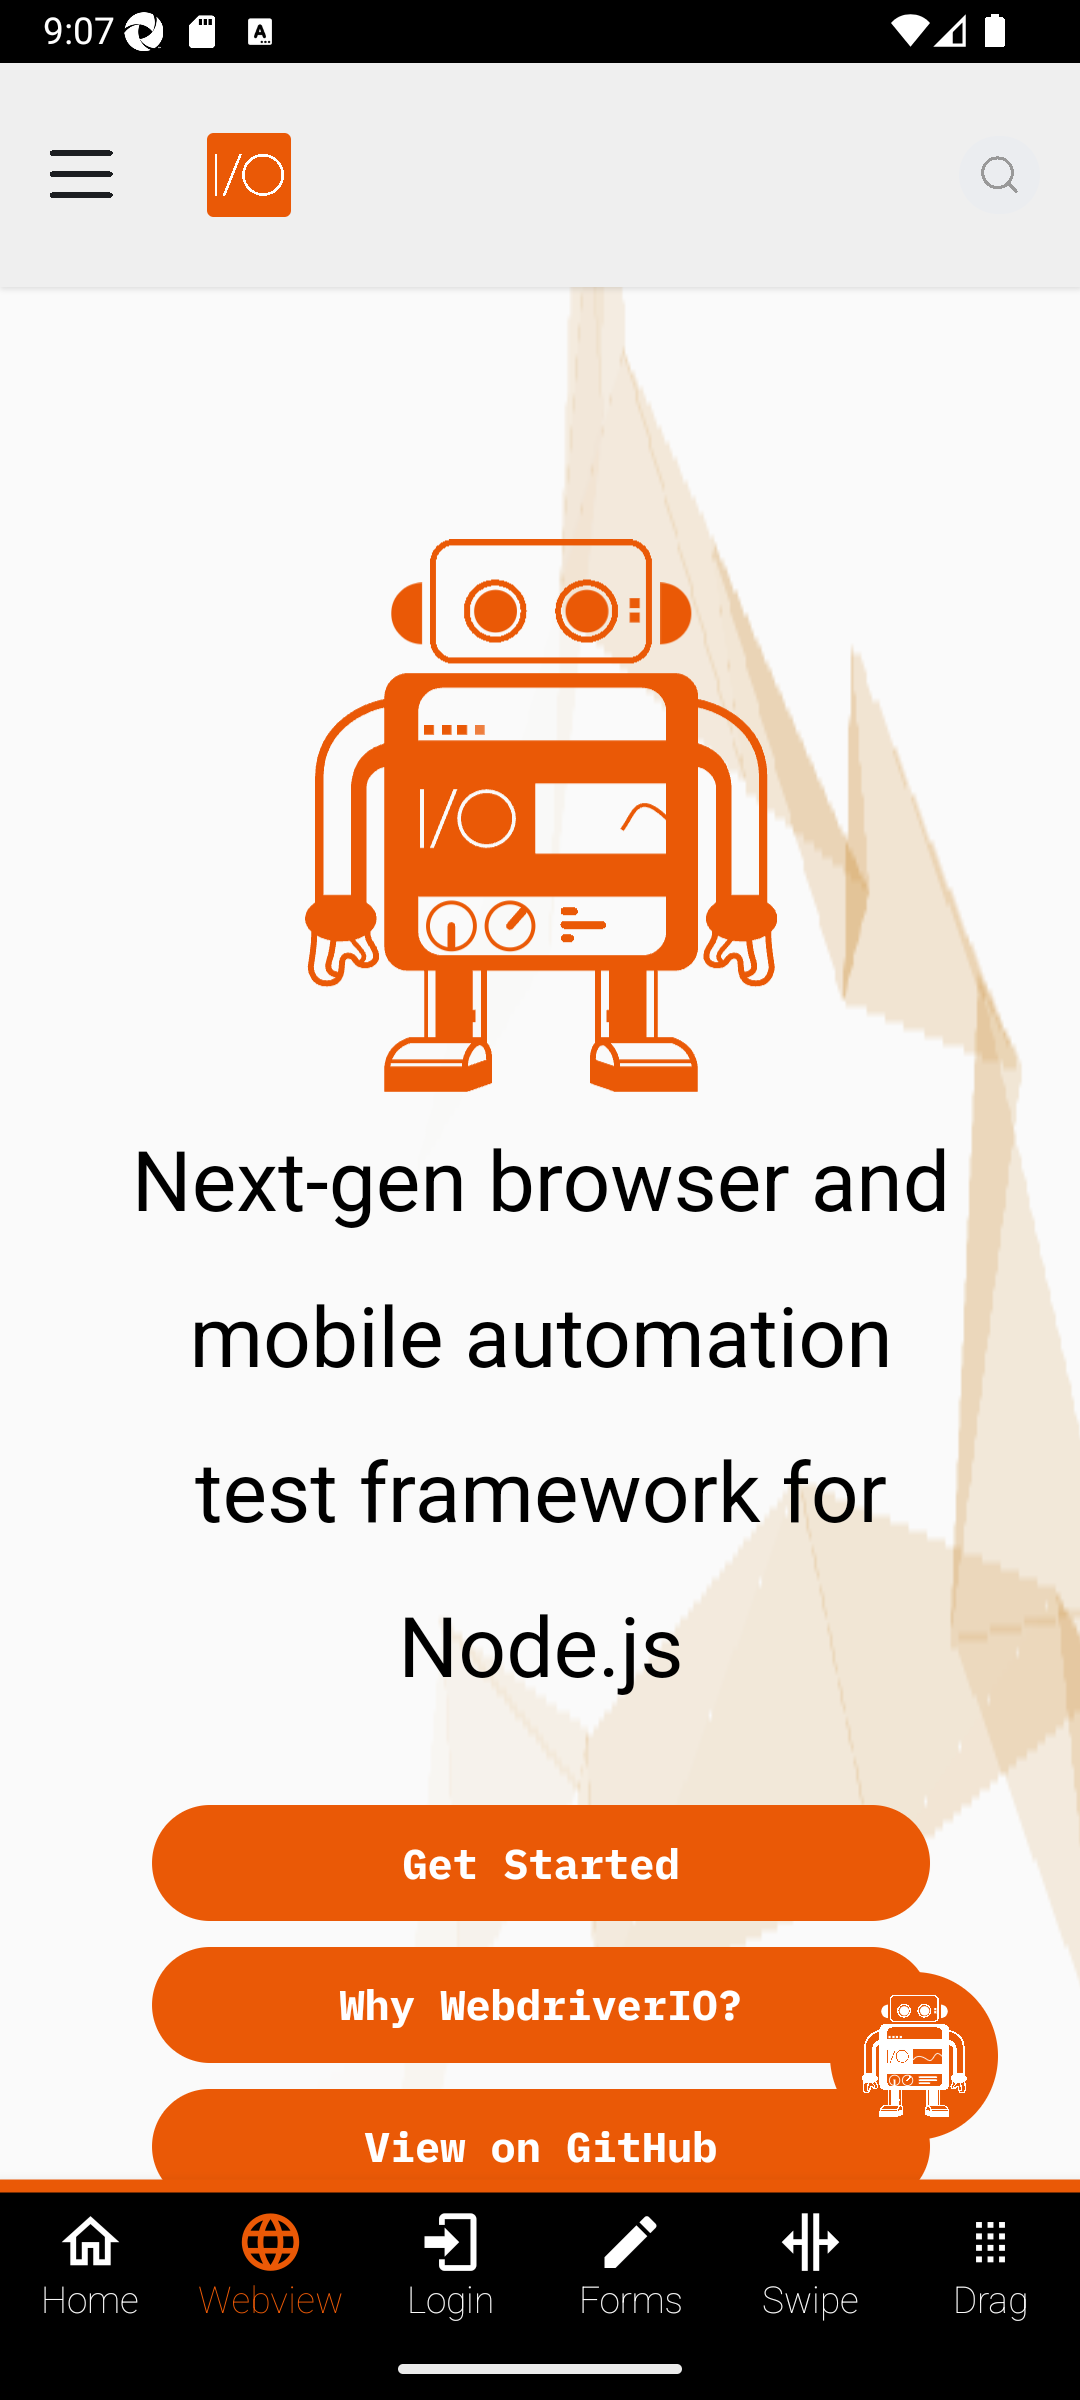 9:07
I/O
I/O
Next-gen browser and
mobile automation
test framework for
Node.js
Get Started
Why WebdriverIO?
I/O
View on GitHub
Home
Webview
Login
Forms
Swipe
Drag